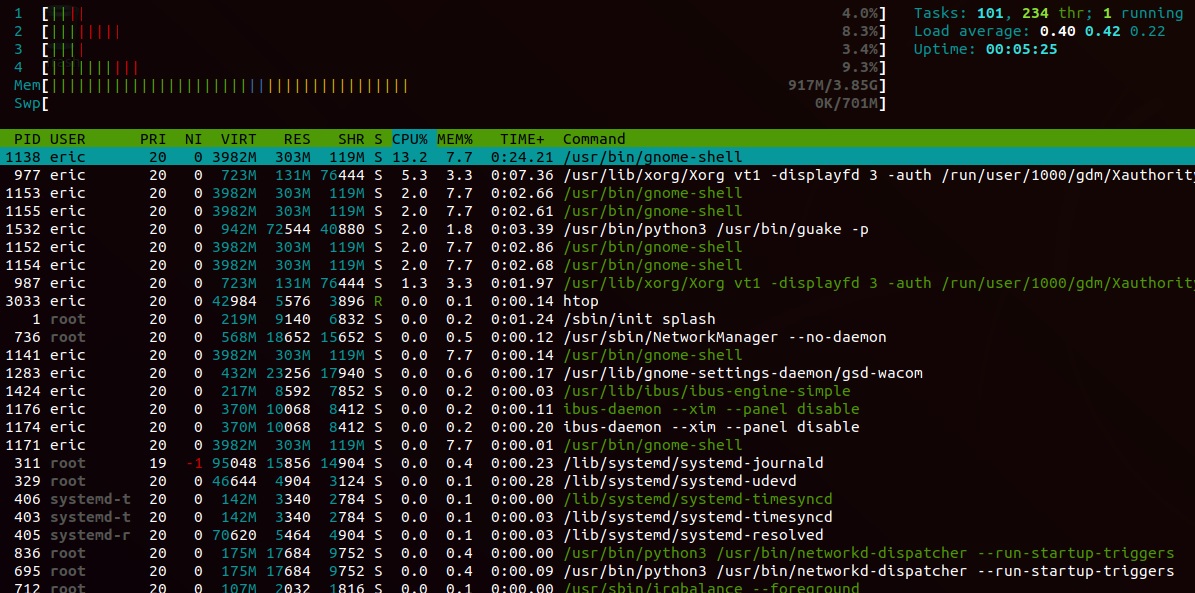 1 [|||| 4.0%] Tasks: 101, 234 thr; 1 running
2 [|||||||| 8.3%] Load average: 0.40 0.42 0.22
3 [|||| 3.4%] Uptime: 00:05:25
4 [|||||||||| 9.3%]
Mem[|||||||||||||||||||||||||||||||||||||||| 917M/3.85G]
Swp[ 0K/701M]
PID USER PRI NI VIRT RES SHR S CPU% MEM% TIME+ Command
1138 eric 20 0 3982M 303M 119M S 13.2 7.7 0:24.21 /usr/bin/gnome-shell
977 eric 20 0 723M 131M 76444 S 5.3 3.3 0:07.36 /usr/lib/xorg/Xorg vt1 -displayfd 3 -auth /run/user/1000/gdm/Xauthority
1153 eric 20 0 3982M 303M 119M S 2.0 7.7 0:02.66 /usr/bin/gnome-shell
1155 eric 20 0 3982M 303M 119M S 2.0 7.7 0:02.61 /usr/bin/gnome-shell
1532 eric 20 0 942M 72544 40880 S 2.0 1.8 0:03.39 /usr/bin/python3 /usr/bin/guake -p
1152 eric 20 0 3982M 303M 119M S 2.0 7.7 0:02.86 /usr/bin/gnome-shell
1154 eric 20 0 3982M 303M 119M S 2.0 7.7 0:02.68 /usr/bin/gnome-shell
987 eric 20 0 723M 131M 76444 S 1.3 3.3 0:01.97 /usr/lib/xorg/Xorg vt1 -displayfd 3 -auth /run/user/1000/gdm/Xauthority
3033 eric 20 0 42984 5576 3896 R 0.0 0.1 0:00.14 htop
1 root 20 0 219M 9140 6832 S 0.0 0.2 0:01.24 /sbin/init splash
736 root 20 0 568M 18652 15652 S 0.0 0.5 0:00.12 /usr/sbin/NetworkManager --no-daemon
1141 eric 20 0 3982M 303M 119M S 0.0 7.7 0:00.14 /usr/bin/gnome-shell
1283 eric 20 0 432M 23256 17940 S 0.0 0.6 0:00.17 /usr/lib/gnome-settings-daemon/gsd-wacom
1424 eric 20 0 217M 8592 7852 S 0.0 0.2 0:00.03 /usr/lib/ibus/ibus-engine-simple
1176 eric 20 0 370M 10068 8412 S 0.0 0.2 0:00.11 ibus-daemon --xim --panel disable
1174 eric 20 0 370M 10068 8412 S 0.0 0.2 0:00.20 ibus-daemon --xim --panel disable
1171 eric 20 0 3982M 303M 119M S 0.0 7.7 0:00.01 /usr/bin/gnome-shell
311 root 19 -1 95048 15856 14904 S 0.0 0.4 0:00.23 /lib/systemd/systemd-journald
329 root 20 0 46644 4904 3124 S 0.0 0.1 0:00.28 /lib/systemd/systemd-udevd
406 systemd-t 20 0 142M 3340 2784 S 0.0 0.1 0:00.00 /lib/systemd/systemd-timesyncd
403 systemd-t 20 0 142M 3340 2784 S 0.0 0.1 0:00.03 /lib/systemd/systemd-timesyncd
405 systemd-r 20 0 70620 5464 4904 S 0.0 0.1 0:00.03 /lib/systemd/systemd-resolved
836 root 20 0 175M 17684 9752 S 0.0 0.4 0:00.00 /usr/bin/python3 /usr/bin/networkd-dispatcher --run-startup-triggers
695 root 20 0 175M 17684 9752 S 0.0 0.4 0:00.09 /usr/bin/python3 /usr/bin/networkd-dispatcher --run-startup-triggers
712 root 20 0 107M 2032 1816 S 0.0 0.1 0:00.00 /usr/sbin/irqbalance --foreground